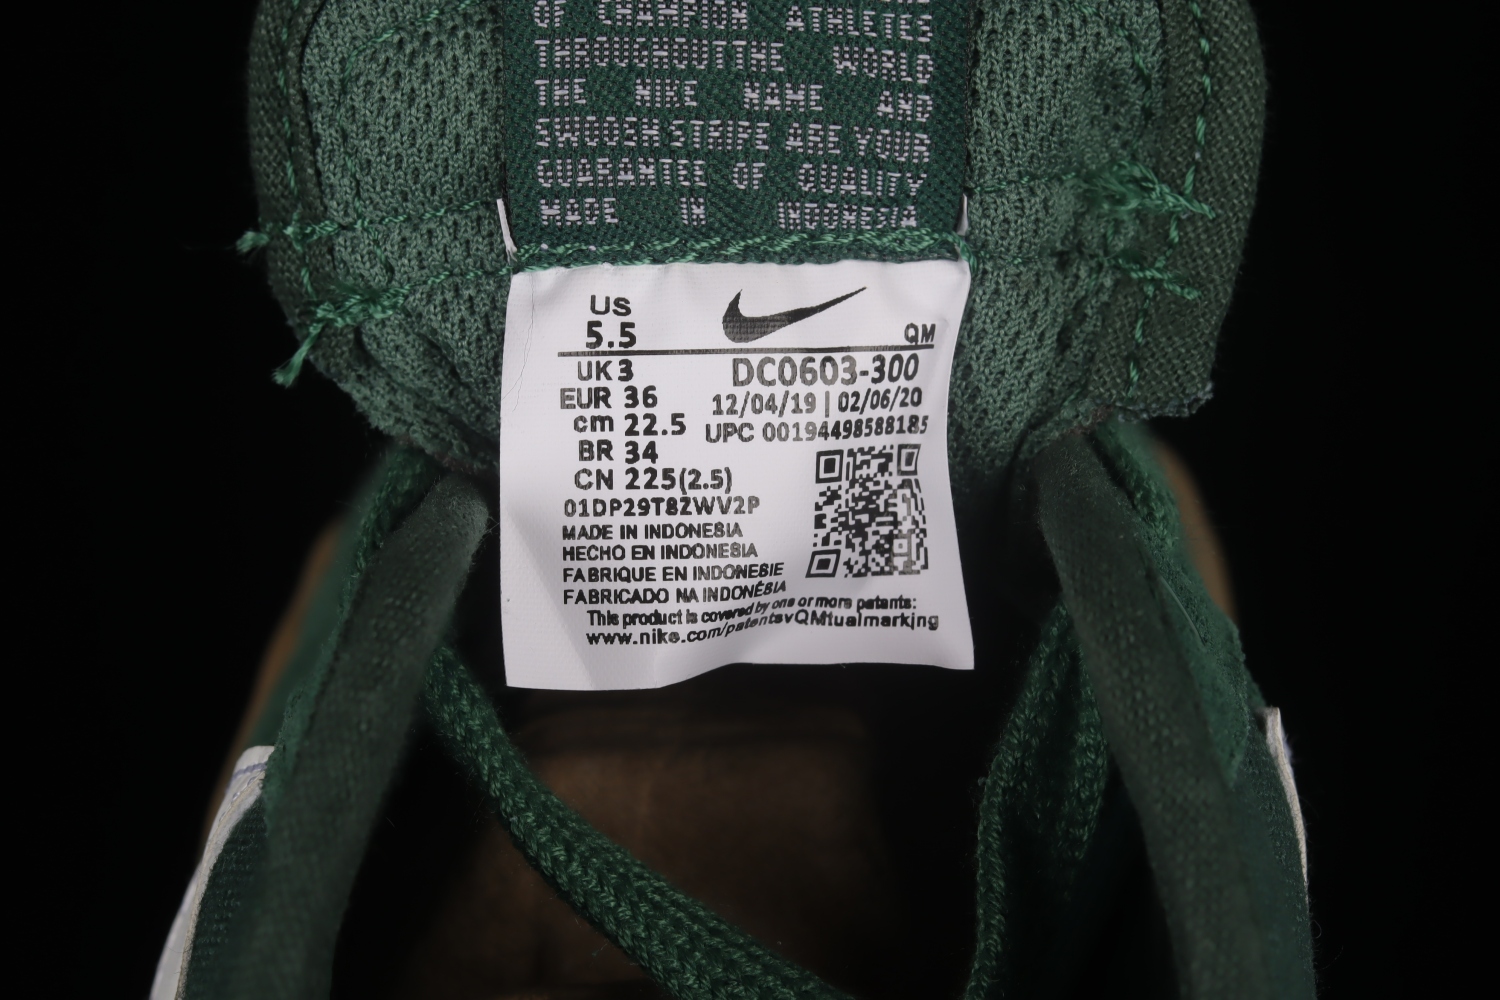 OF CHAMPION ATHLETES
THROUGHOUTTHE WORLD
THE NIKE NAME AND
SWOOSH STRIPE ARE YOUR
GUARANTEE OF QUALITY
MADE IN INDONESIA
US
5.5
QM
UK 3
DC0603-300
EUR 36
12/04/19 | 02/06/20
cm 22.5
UPC 00194498588185
BR 34
CN 225(2.5)
01DP29T8ZWV2P
MADE IN INDONESIA
HECHO EN INDONESIA
FABRIQUE EN INDONESIE
FABRICADO NA INDONÉSIA
This product is covered by one or more patents:
www.nike.com/patentsvQMtualmarkjng